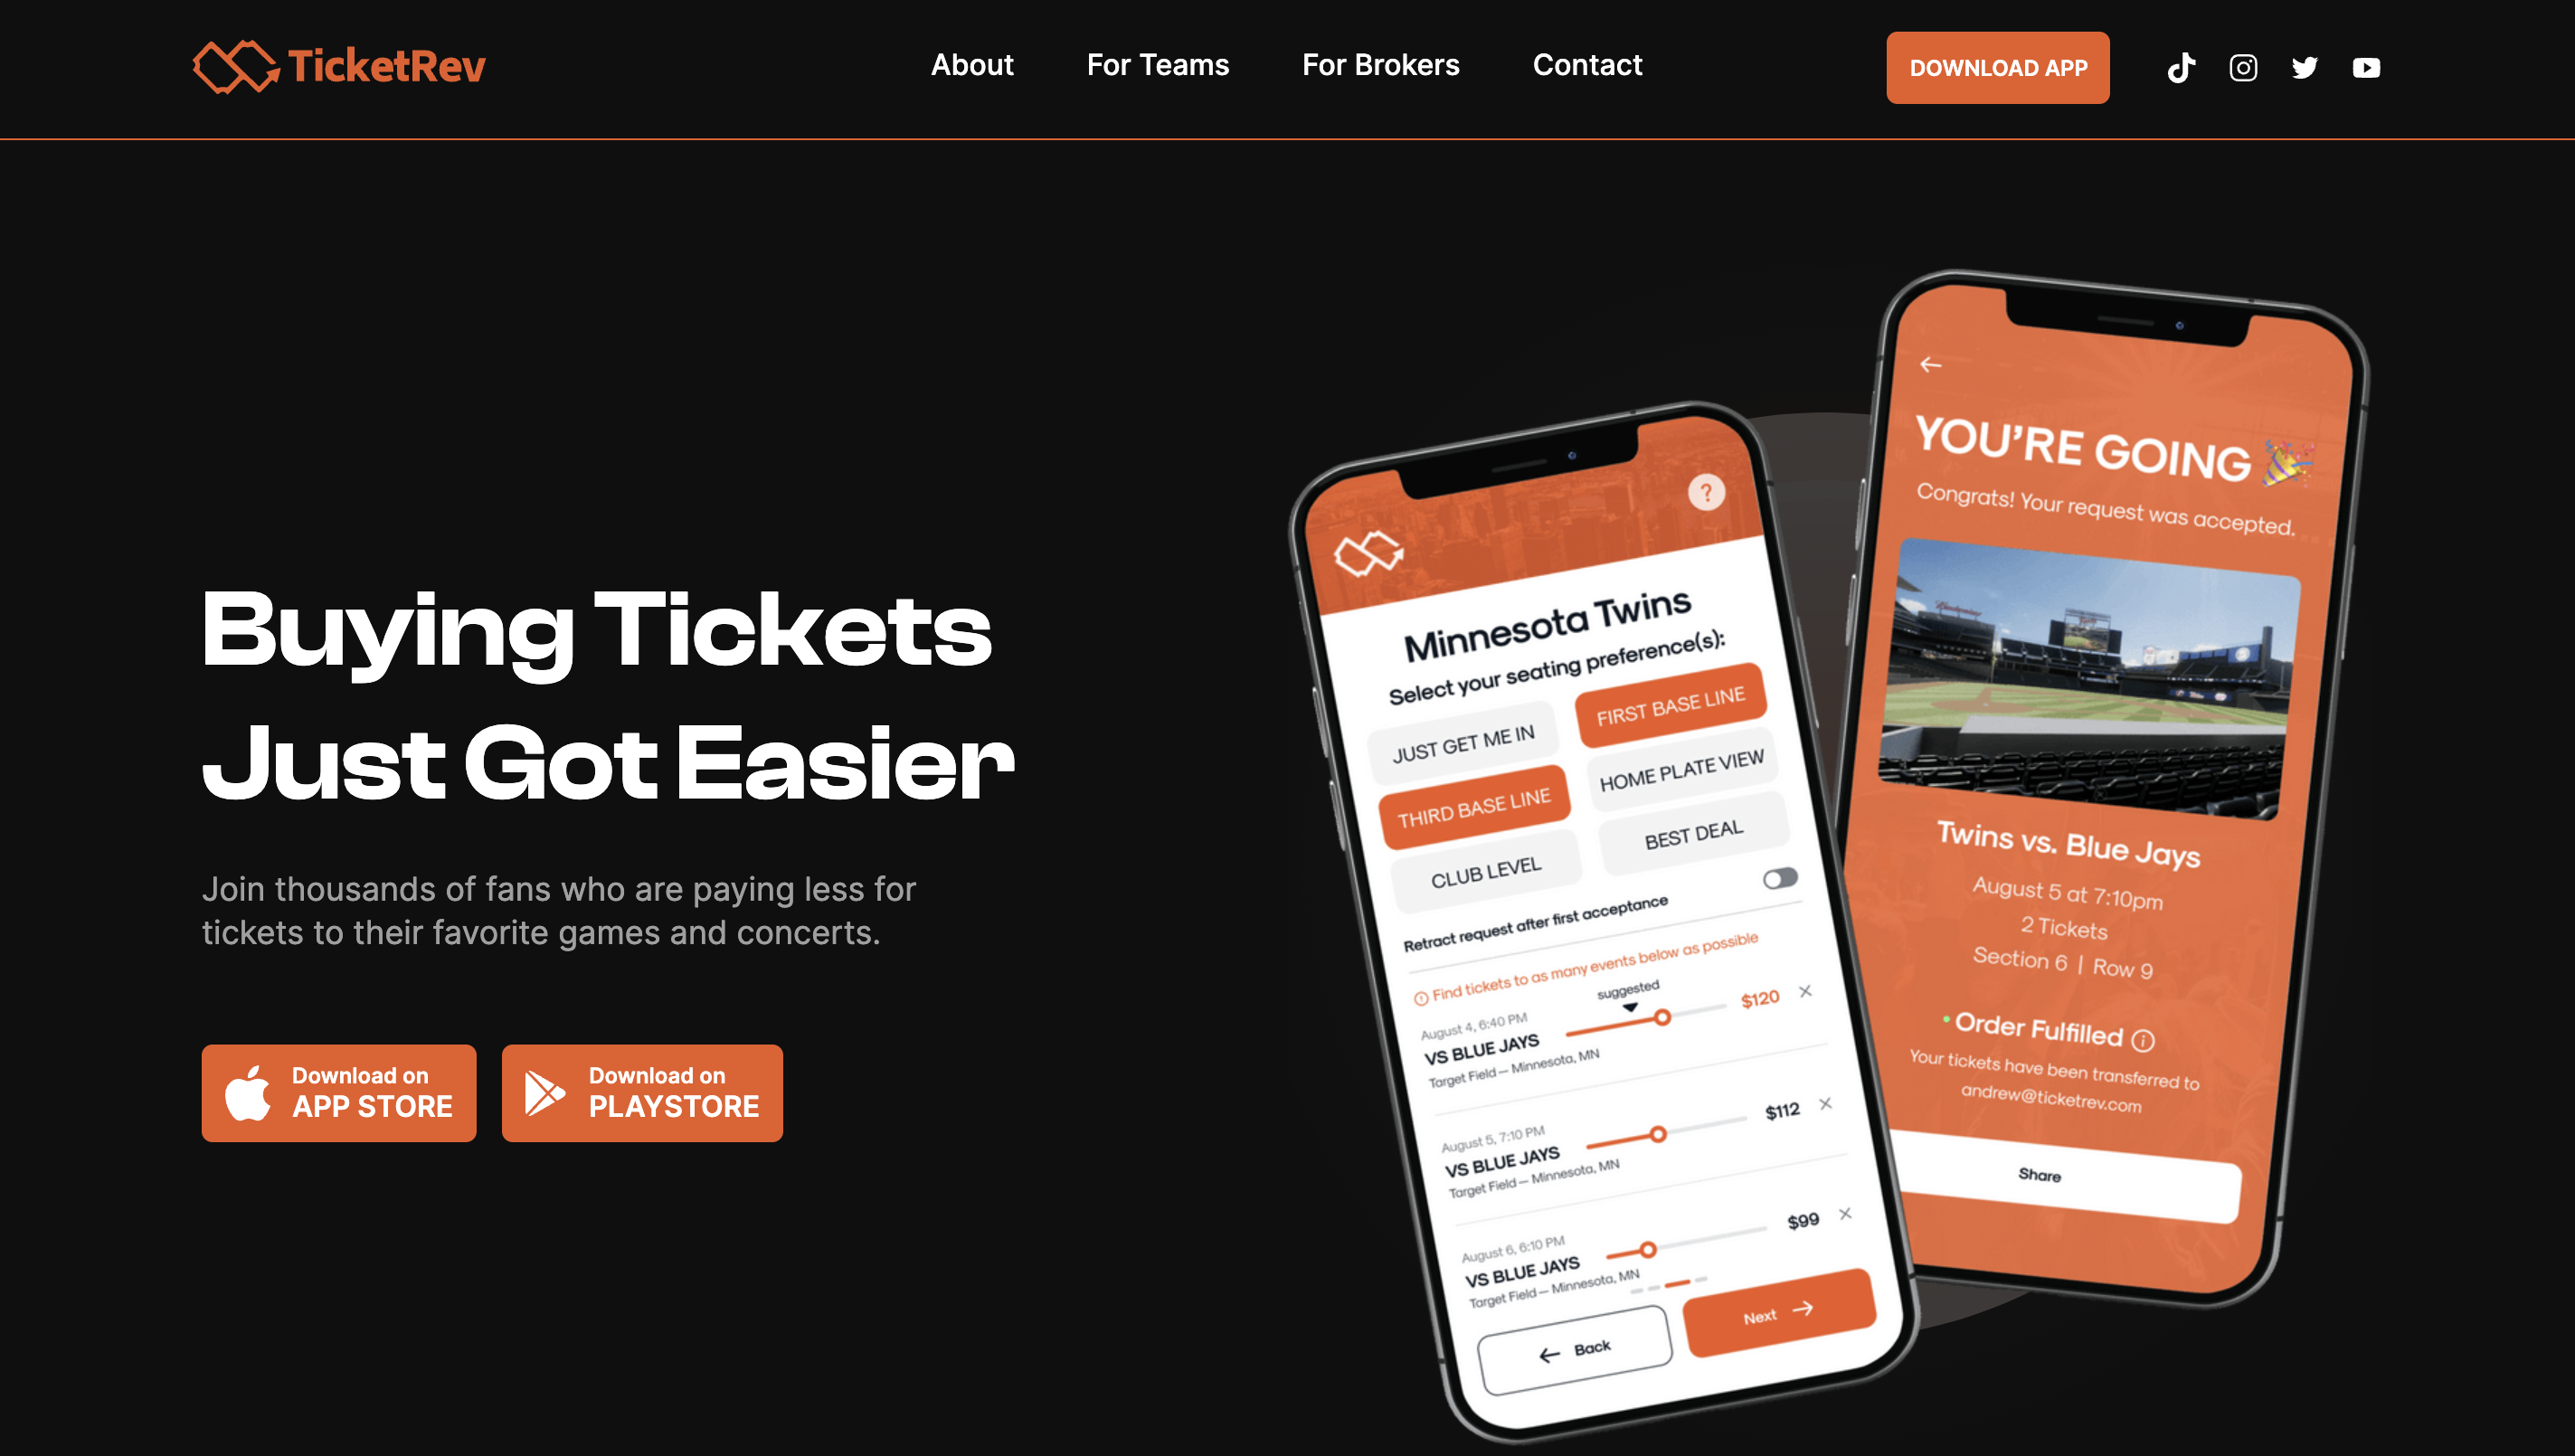 TicketRev
About
For Teams
For Brokers
Contact
DOWNLOAD APP
Buying Tickets
Just Got Easier
Join thousands of fans who are paying less for
tickets to their favorite games and concerts.
Download on
APP STORE
Download on
PLAYSTORE
?
Minnesota Twins
Select your seating preference(s):
JUST GET ME IN
FIRST BASE LINE
THIRD BASE LINE
HOME PLATE VIEW
CLUB LEVEL
BEST DEAL
Retract request after first acceptance
Find tickets to as many events below as possible
suggested
August 4, 6:40 PM
VS BLUE JAYS
Target Field — Minnesota, MN
$120
August 5, 7:10 PM
VS BLUE JAYS
Target Field — Minnesota, MN
$112
August 6, 6:10 PM
VS BLUE JAYS
Target Field — Minnesota, MN
$99
Back
Next
YOU'RE GOING 🎉
Congrats! Your request was accepted.
Budweiser
Twins vs. Blue Jays
August 5 at 7:10pm
2 Tickets
Section 6 | Row 9
Order Fulfilled
Your tickets have been transferred to
andrew@ticketrev.com
Share